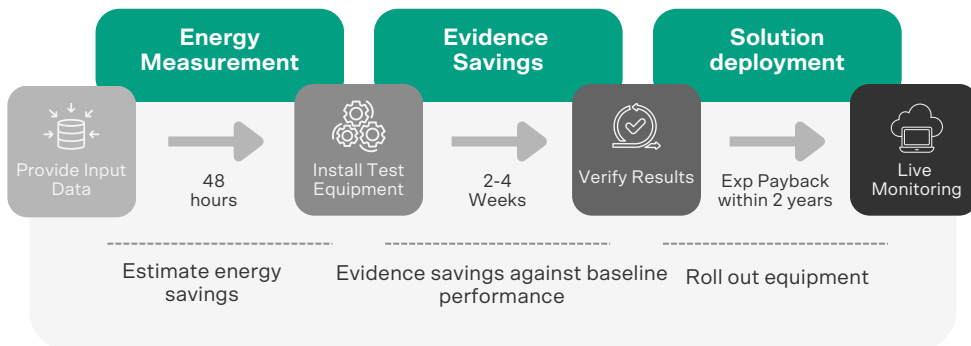 Energy
Measurement
Evidence
Savings
Solution
deployment
Provide Input
Data
48
hours
Install Test
Equipment
2-4
Weeks
Verify Results
Exp Payback
within 2 years
Live
Monitoring
Estimate energy
savings
Evidence savings against baseline
performance
Roll out equipment